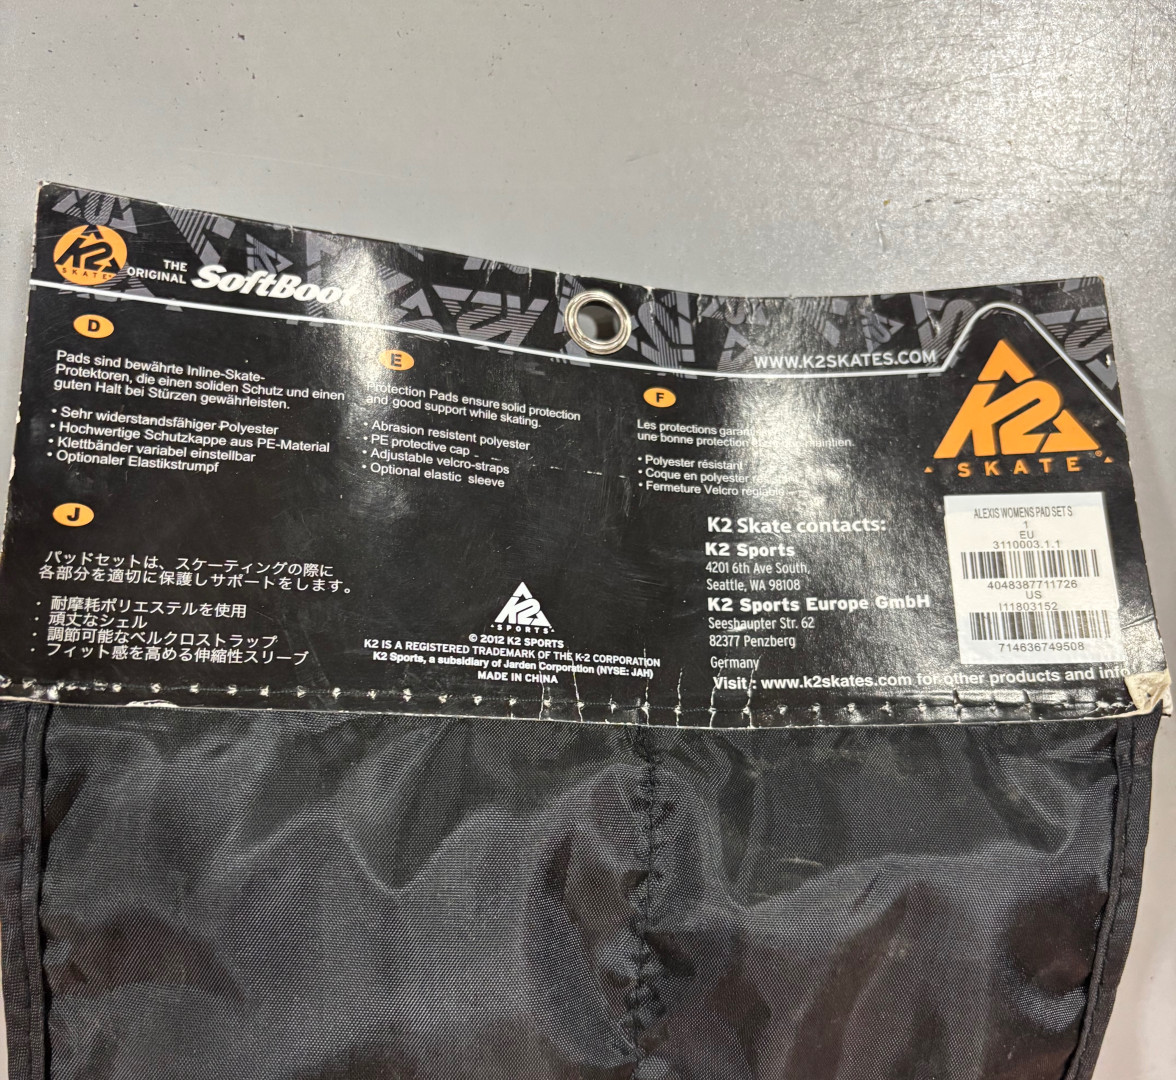 K2
SKATE
THE
ORIGINAL
SoftBoot
WWW.K2SKATES.COM
K2
SKATE
D
Pads sind bewährte Inline-Skate-
Protektoren, die einen soliden Schutz und einen
guten Halt bei Stürzen gewährleisten.
• Sehr widerstandsfähiger Polyester
• Hochwertige Schutzkappe aus PE-Material
• Klettbänder variabel einstellbar
• Optionaler Elastikstrumpf
E
Protection Pads ensure solid protection
and good support while skating.
• Abrasion resistent polyester
• PE protective cap
• Adjustable velcro-straps
• Optional elastic sleeve
F
Les protections
une bonne protection
• Polyester résistant
• Coque en polyester
• Fermeture Velcro réglable
J
パッドセットは、スケーティングの際に
各部分を適切に保護しサポートをします。
・ 耐摩耗ポリエステルを使用
・ 頑丈なシェル
・ 調節可能なベルクロストラップ
・ フィット感を高める伸縮性スリーブ
K2
SPORTS
© 2012 K2 SPORTS
K2 IS A REGISTERED TRADEMARK OF THE K-2 CORPORATION
K2 Sports, a subsidiary of Jarden Corporation (NYSE: JAH)
MADE IN CHINA
K2 Skate contacts:
K2 Sports
4201 6th Ave South,
Seattle, WA 98108
K2 Sports Europe GmbH
Seeshaupter Str. 62
82377 Penzberg
Germany
Visit : www.k2skates.com for other products and info
ALEXIS WOMENS PAD SET S
1
EU
3110003.1.1
4048387711726
US
I11803152
714636749508